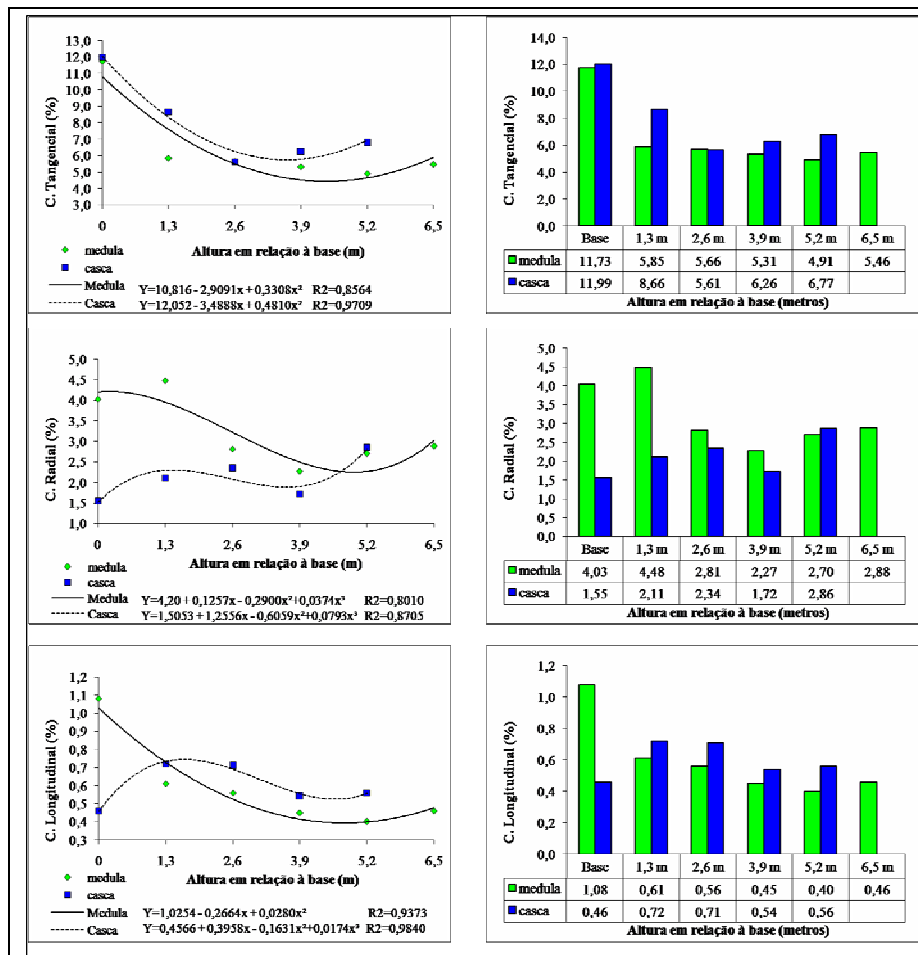 13,0
12,0
11,0
10,0
9,0
8,0
7,0
6,0
5,0
4,0
3,0
C. Tangencial (%)
0 1,3 2,6 3,9 5,2 6,5
Altura em relação à base (m)
medula
casca
Medula Y=10,816 - 2,9091x + 0,3308x² R2=0,8564
Casca Y=12,052 - 3,4888x + 0,4810x² R2=0,9709
14,0
12,0
10,0
8,0
6,0
4,0
2,0
0,0
C. Tangencial (%)
Base 1,3 m 2,6 m 3,9 m 5,2 m 6,5 m
medula 11,73 5,85 5,66 5,31 4,91 5,46
casca 11,99 8,66 5,61 6,26 6,77
Altura em relação à base (metros)
5,0
4,5
4,0
3,5
3,0
2,5
2,0
1,5
1,0
C. Radial (%)
0 1,3 2,6 3,9 5,2 6,5
Altura em relação à base (m)
medula
casca
Medula Y=4,20 + 0,1257x - 0,2900x²+0,0374x³ R2=0,8010
Casca Y=1,5053 + 1,2556x - 0,6059x²+0,0793x³ R2=0,8705
5,0
4,5
4,0
3,5
3,0
2,5
2,0
1,5
1,0
0,5
0,0
C. Radial (%)
Base 1,3 m 2,6 m 3,9 m 5,2 m 6,5 m
medula 4,03 4,48 2,81 2,27 2,70 2,88
casca 1,55 2,11 2,34 1,72 2,86
Altura em relação à base (metros)
1,2
1,1
1,0
0,9
0,8
0,7
0,6
0,5
0,4
0,3
C. Longitudinal (%)
0 1,3 2,6 3,9 5,2 6,5
Altura em relação à base (m)
medula
casca
Medula Y=1,0254 - 0,2664x + 0,0280x² R2=0,9373
Casca Y=0,4566 + 0,3958x - 0,1631x²+0,0174x³ R2=0,9840
1,2
1,0
0,8
0,6
0,4
0,2
0,0
C. Longitudinal (%)
Base 1,3 m 2,6 m 3,9 m 5,2 m 6,5 m
medula 1,08 0,61 0,56 0,45 0,40 0,46
casca 0,46 0,72 0,71 0,54 0,56
Altura em relação à base (metros)